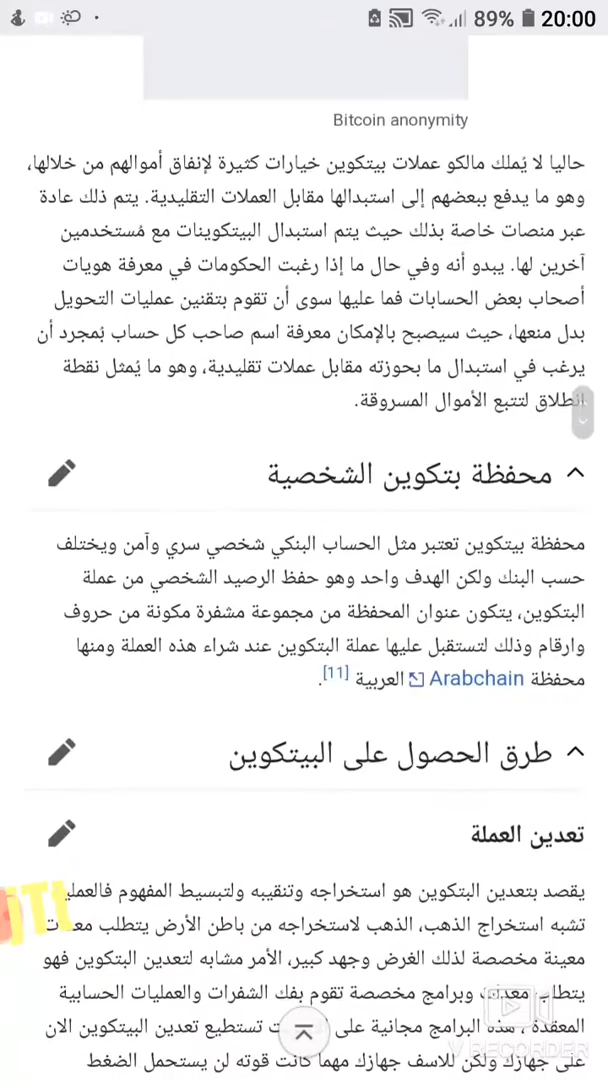 89% 20:00
Bitcoin anonymity
حاليا لا يُملك مالكو عملات بيتكوين خيارات كثيرة لإنفاق أموالهم من خلالها،
وهو ما يدفع ببعضهم إلى استبدالها مقابل العملات التقليدية. يتم ذلك عادة
عبر منصات خاصة بذلك حيث يتم استبدال البيتكوينات مع مُستخدمين
آخرين لها. يبدو أنه وفي حال ما إذا رغبت الحكومات في معرفة هويات
أصحاب بعض الحسابات فما عليها سوى أن تقوم بتقنين عمليات التحويل
بدل منعها، حيث سيصبح بالإمكان معرفة اسم صاحب كل حساب بُمجرد أن
يرغب في استبدال ما بحوزته مقابل عملات تقليدية، وهو ما يُمثل نقطة
انطلاق لتتبع الأموال المسروقة.
محفظة بتكوين الشخصية
محفظة بيتكوين تعتبر مثل الحساب البنكي شخصي سري وآمن ويختلف
حسب البنك ولكن الهدف واحد وهو حفظ الرصيد الشخصي من عملة
البتكوين، يتكون عنوان المحفظة من مجموعة مشفرة مكونة من حروف
وارقام وذلك لتستقبل عليها عملة البتكوين عند شراء هذه العملة ومنها
محفظة Arabchain العربية [11].
طرق الحصول على البيتكوين
تعدين العملة
يقصد بتعدين البتكوين هو استخراجه وتنقيبه ولتبسيط المفهوم
تشبه استخراج الذهب، الذهب لاستخراجه من باطن الأرض يتطلب
معينة مخصصة لذلك الغرض وجهد كبير، الأمر مشابه لتعدين البتكوين فهو
وبرامج مخصصة تقوم بفك الشفرات والعمليات الحسابية
المعقدة، هذه البرامج مجانية على تستطيع تعدين البيتكوين الان
على جهازك ولكن للاسف جهازك مهما كانت قوته لن يستحمل الضغط
V RECORDER